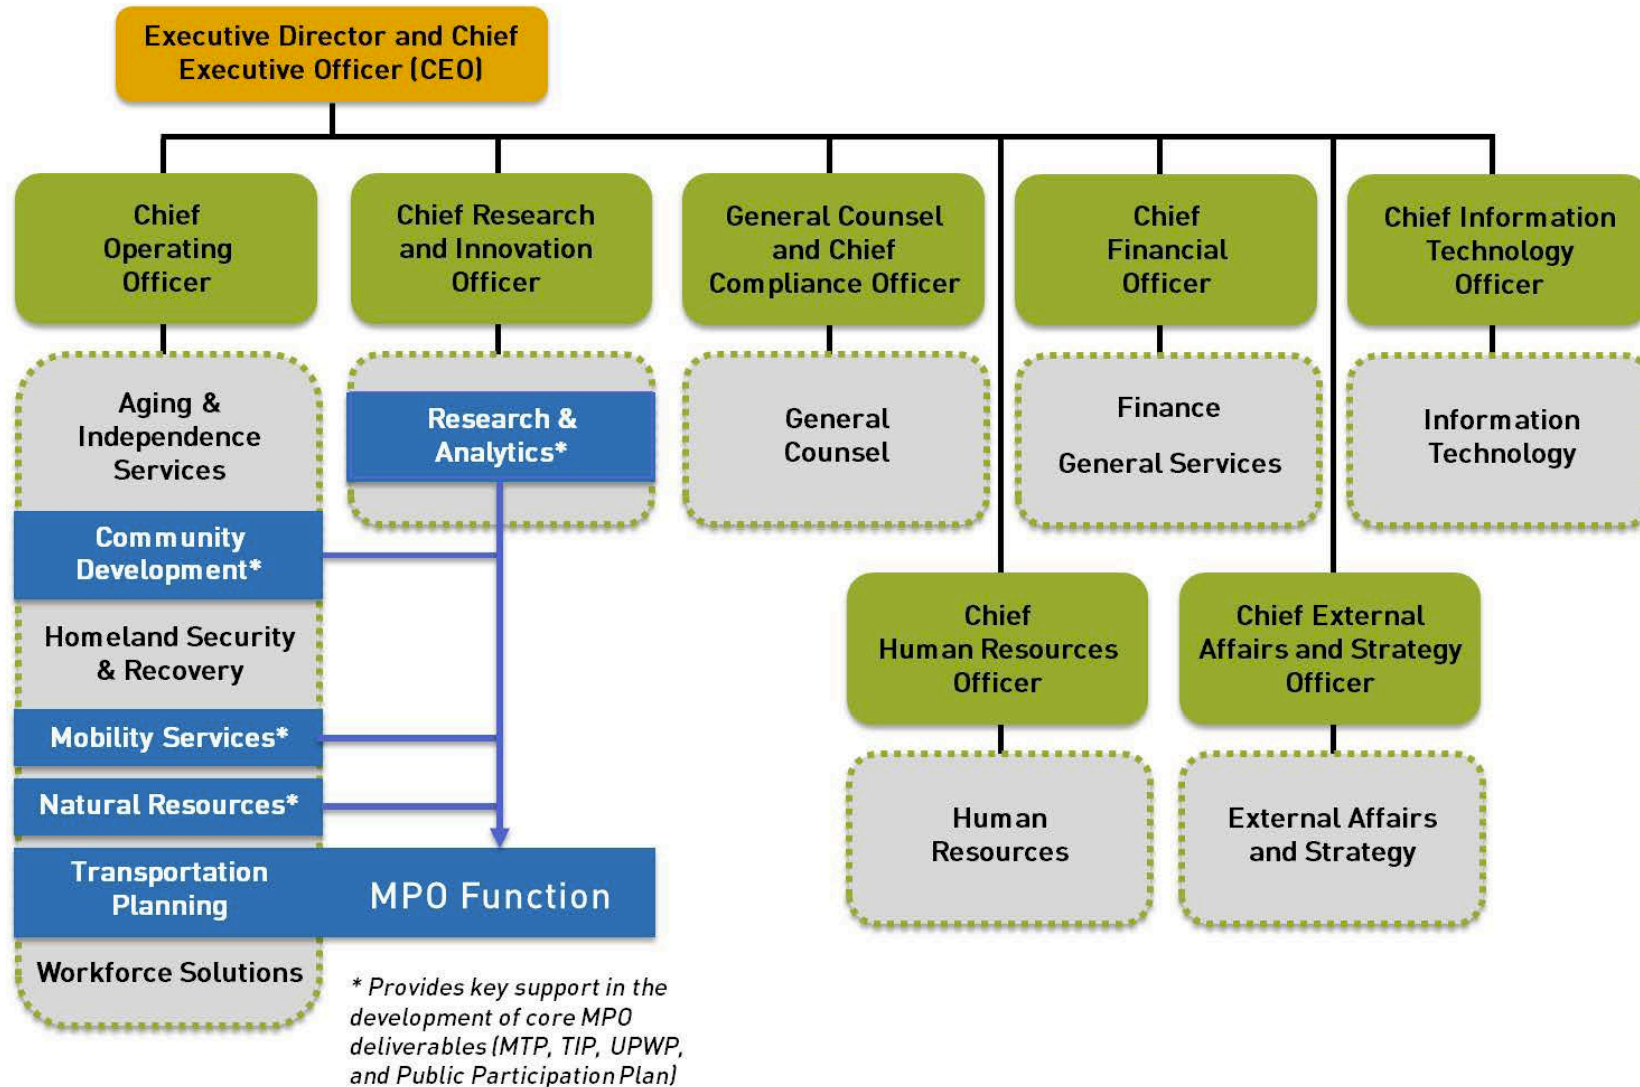 Executive Director and Chief
Executive Officer (CEO)
Chief
Operating
Officer
Chief Research
and Innovation
Officer
General Counsel
and Chief
Compliance Officer
Chief
Financial
Officer
Chief Information
Technology
Officer
Aging &
Independence
Services
Community
Development*
Homeland Security
& Recovery
Mobility Services*
Natural Resources*
Transportation
Planning
Workforce Solutions
Research &
Analytics*
MPO Function
* Provides key support in the
development of core MPO
deliverables (MTP, TIP, UPWP,
and Public Participation Plan)
General
Counsel
Finance
General Services
Information
Technology
Chief
Human Resources
Officer
Chief External
Affairs and Strategy
Officer
Human
Resources
External Affairs
and Strategy